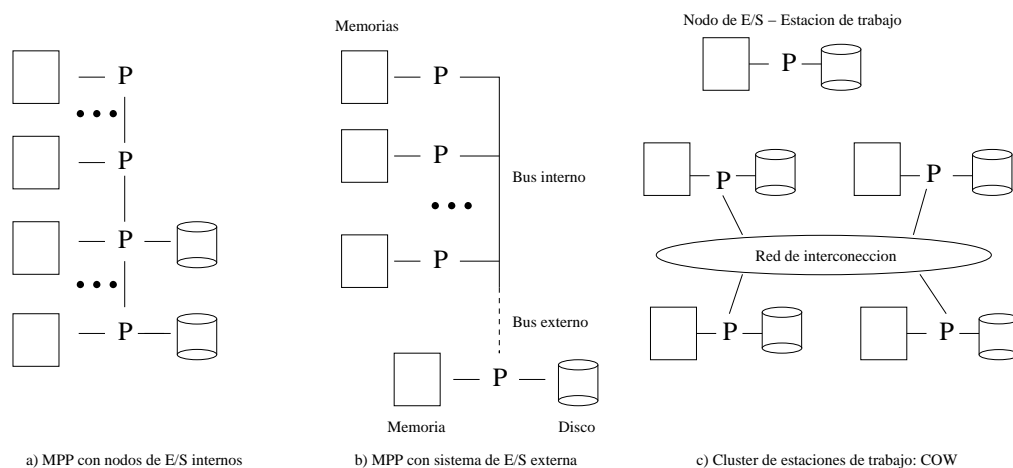 P
P
P
P
a) MPP con nodos de E/S internos
Memorias
P
P
Bus interno
P
Bus externo
P
Memoria
Disco
b) MPP con sistema de E/S externa
Nodo de E/S – Estacion de trabajo
P
P
P
Red de interconeccion
P
P
c) Cluster de estaciones de trabajo: COW